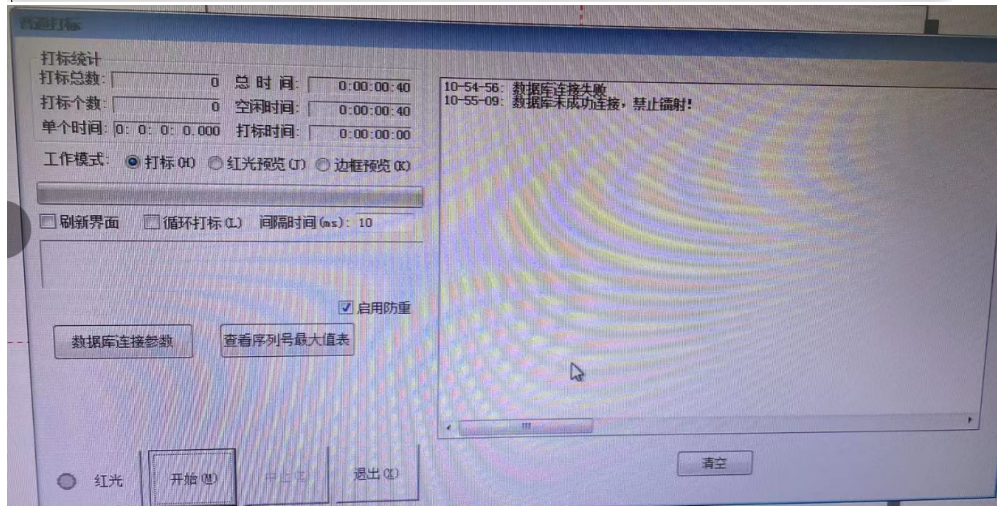 普通打标
打标统计
打标总数: 0 总 时 间: 0:00:00:40
打标个数: 0 空闲时间: 0:00:00:40
单个时间: 0: 0: 0: 0.000 打标时间: 0:00:00:00
工作模式: 打标(H) 红光预览(J) 边框预览(K)
刷新界面 循环打标(L) 间隔时间(ms): 10
启用防重
数据库连接参数 查看序列号最大值表
红光 开始(M) 退出(X)
10-54-56: 数据库连接失败
10-55-09: 数据库未成功连接，禁止镭射!
清空